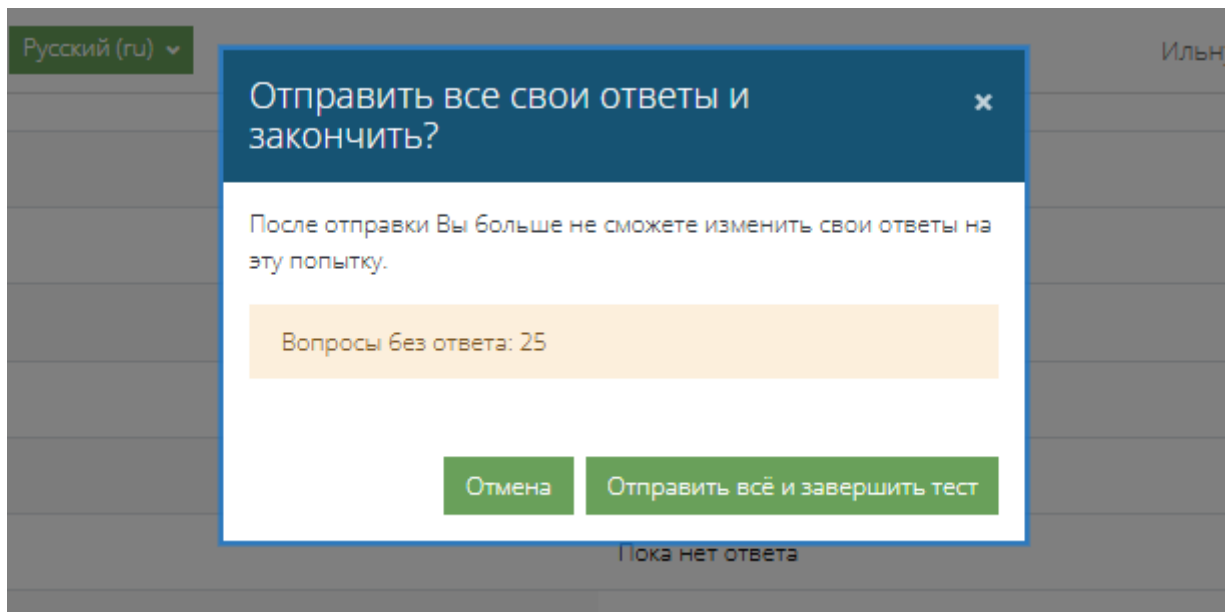 Русский (ru)
Отправить все свои ответы и
закончить?
×
После отправки Вы больше не сможете изменить свои ответы на
эту попытку.
Вопросы без ответа: 25
Отмена
Отправить всё и завершить тест
Пока нет ответа